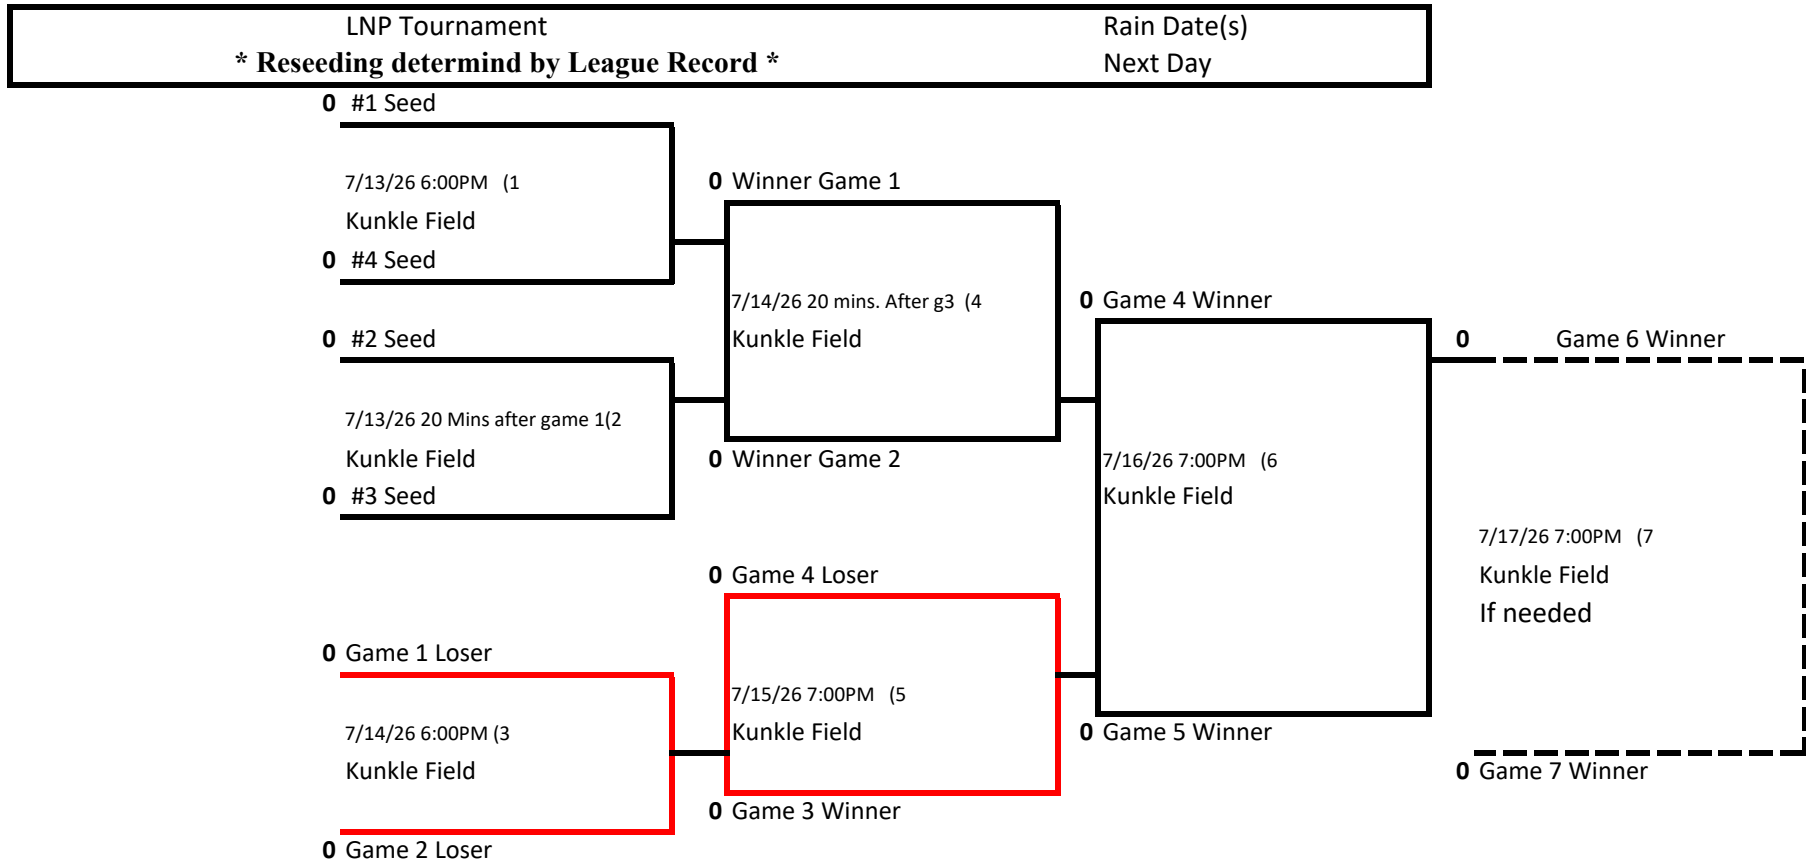 LNP Tournament Rain Date(s)
* Reseeding determind by League Record * Next Day
0 #1 Seed
7/13/26 6:00PM (1
Kunkle Field
0 #4 Seed
0 #2 Seed
7/13/26 20 Mins after game 1(2
Kunkle Field
0 #3 Seed
0 Game 1 Loser
7/14/26 6:00PM (3
Kunkle Field
0 Game 2 Loser
0 Winner Game 1
7/14/26 20 mins. After g3 (4
Kunkle Field
0 Winner Game 2
0 Game 4 Loser
7/15/26 7:00PM (5
Kunkle Field
0 Game 3 Winner
0 Game 4 Winner
7/16/26 7:00PM (6
Kunkle Field
0 Game 5 Winner
0 Game 6 Winner
7/17/26 7:00PM (7
Kunkle Field
If needed
0 Game 7 Winner